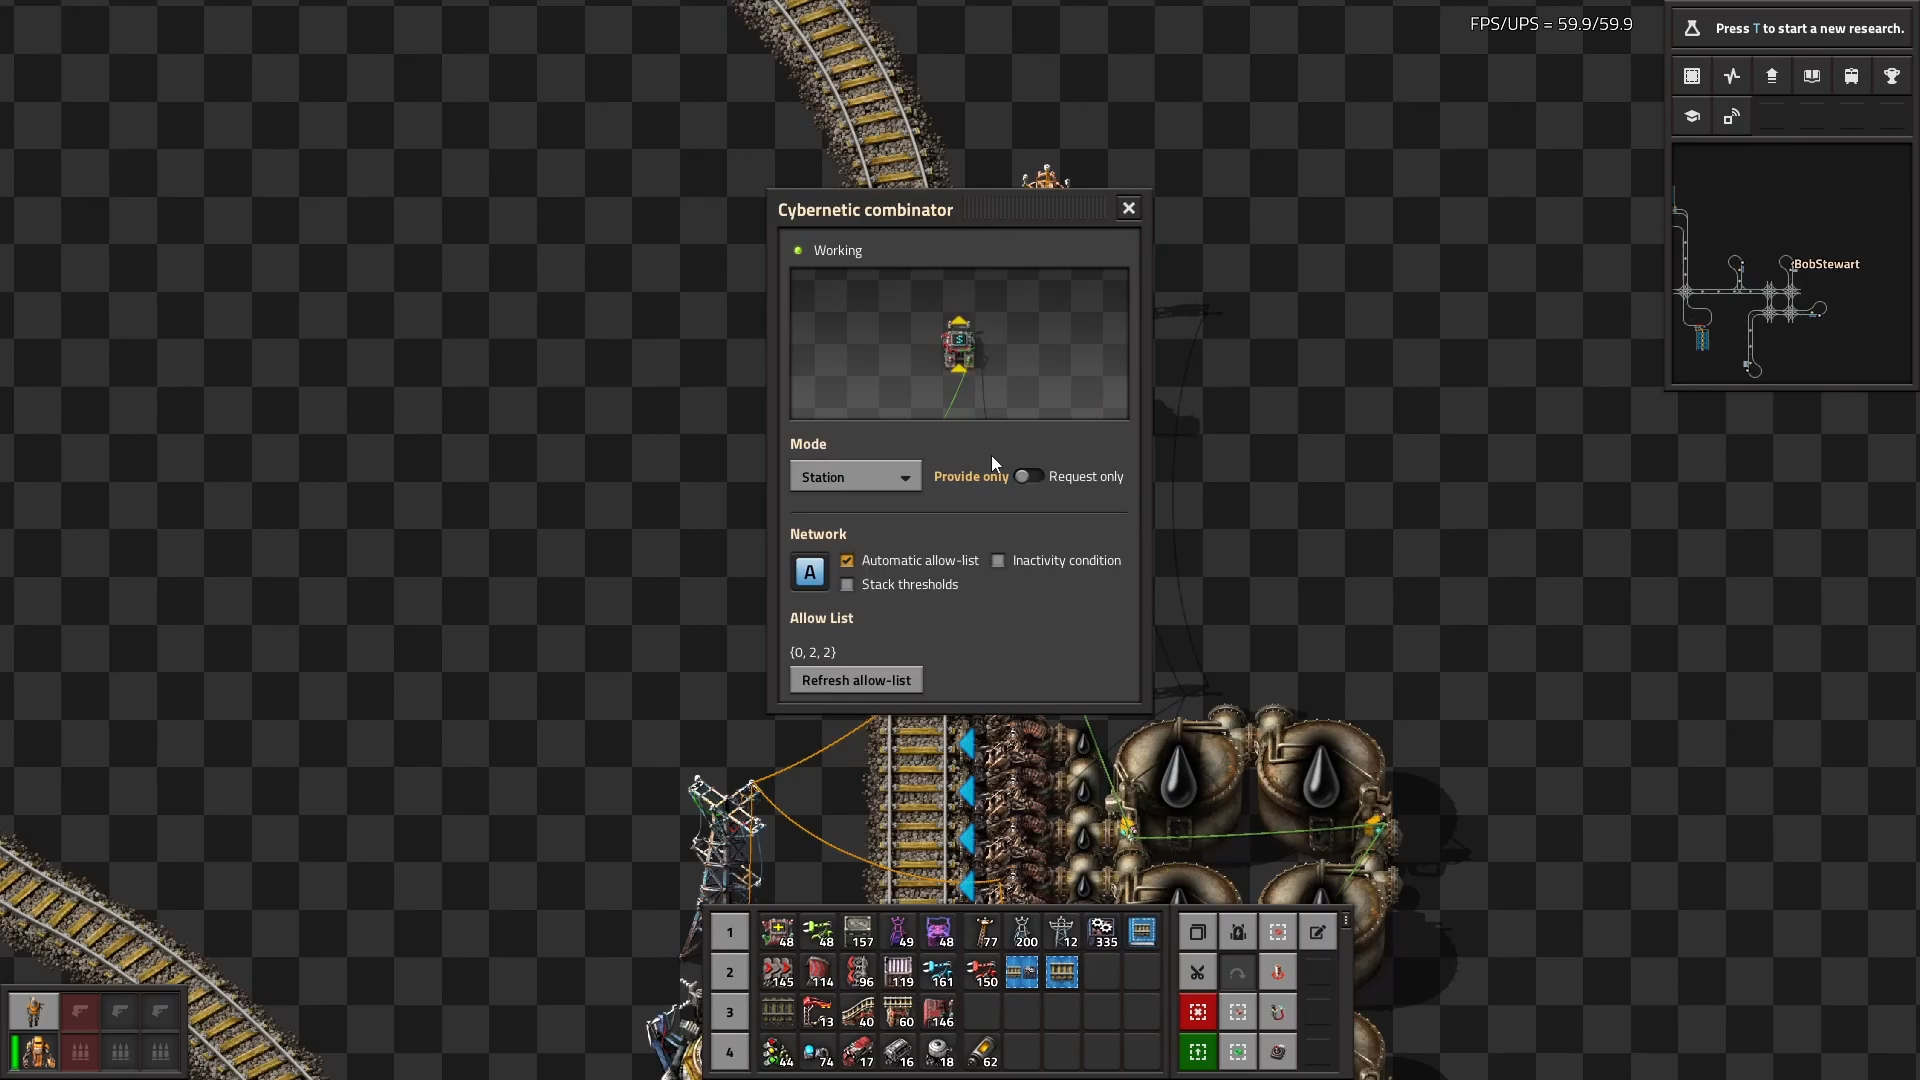 FPS/UPS = 59.9/59.9
Press T to start a new research.
BobStewart
Cybernetic combinator
Working
Mode
Station
Provide only
Request only
Network
A
Automatic allow-list
Inactivity condition
Stack thresholds
Allow List
{0, 2, 2}
Refresh allow-list
1
48
48
157
49
48
77
200
12
335
2
145
114
96
119
161
150
3
13
40
60
146
4
44
74
17
16
18
62